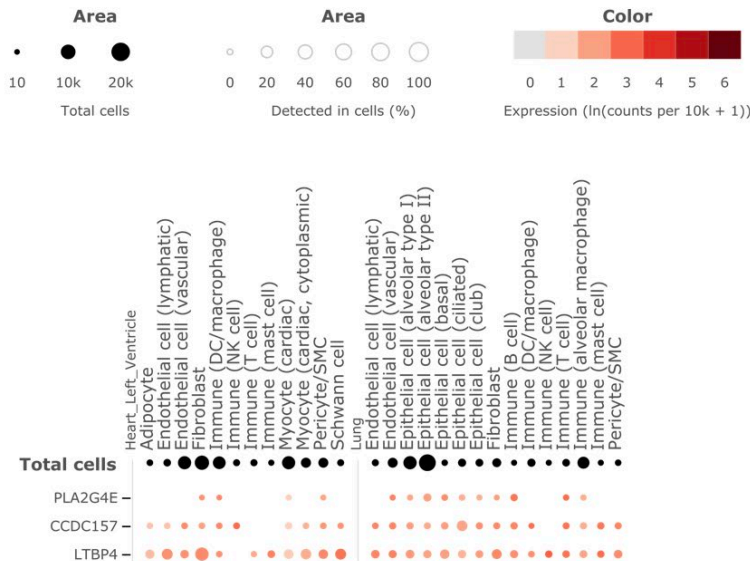 Area
Area
Color
10
10k
20k
0
20
40
60
80
100
0
1
2
3
4
5
6
Total cells
Detected in cells (%)
Expression (ln(counts per 10k + 1))
Heart_Left_Ventricle
Adipocyte
Endothelial cell (lymphatic)
Endothelial cell (vascular)
Fibroblast
Immune (DC/macrophage)
Immune (NK cell)
Immune (T cell)
Immune (mast cell)
Myocyte (cardiac)
Myocyte (cardiac, cytoplasmic)
Pericyte/SMC
Schwann cell
Lung
Endothelial cell (lymphatic)
Endothelial cell (vascular)
Epithelial cell (alveolar type I)
Epithelial cell (alveolar type II)
Epithelial cell (basal)
Epithelial cell (ciliated)
Epithelial cell (club)
Fibroblast
Immune (B cell)
Immune (DC/macrophage)
Immune (NK cell)
Immune (T cell)
Immune (alveolar macrophage)
Immune (mast cell)
Pericyte/SMC
Total cells
PLA2G4E
CCDC157
LTBP4